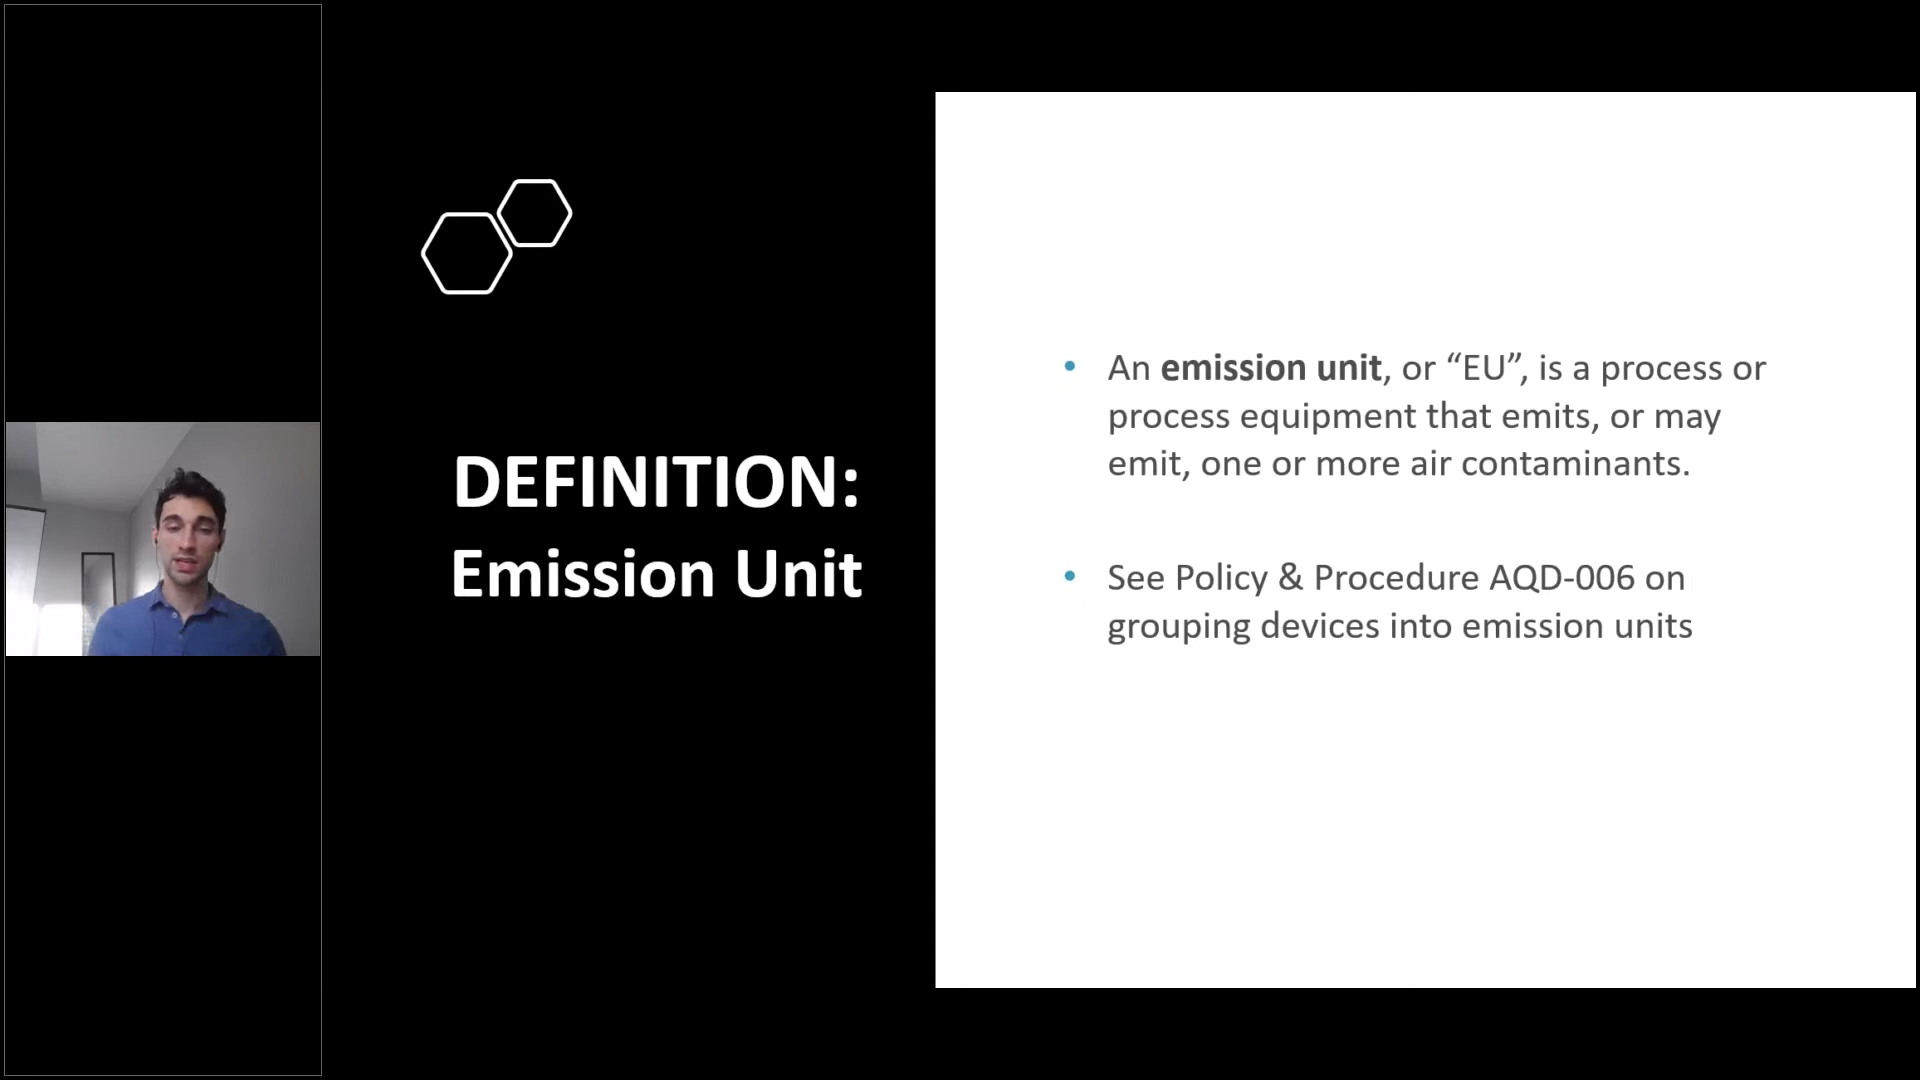 DEFINITION:
Emission Unit
• An emission unit, or “EU”, is a process or
process equipment that emits, or may
emit, one or more air contaminants.
• See Policy & Procedure AQD-006 on
grouping devices into emission units